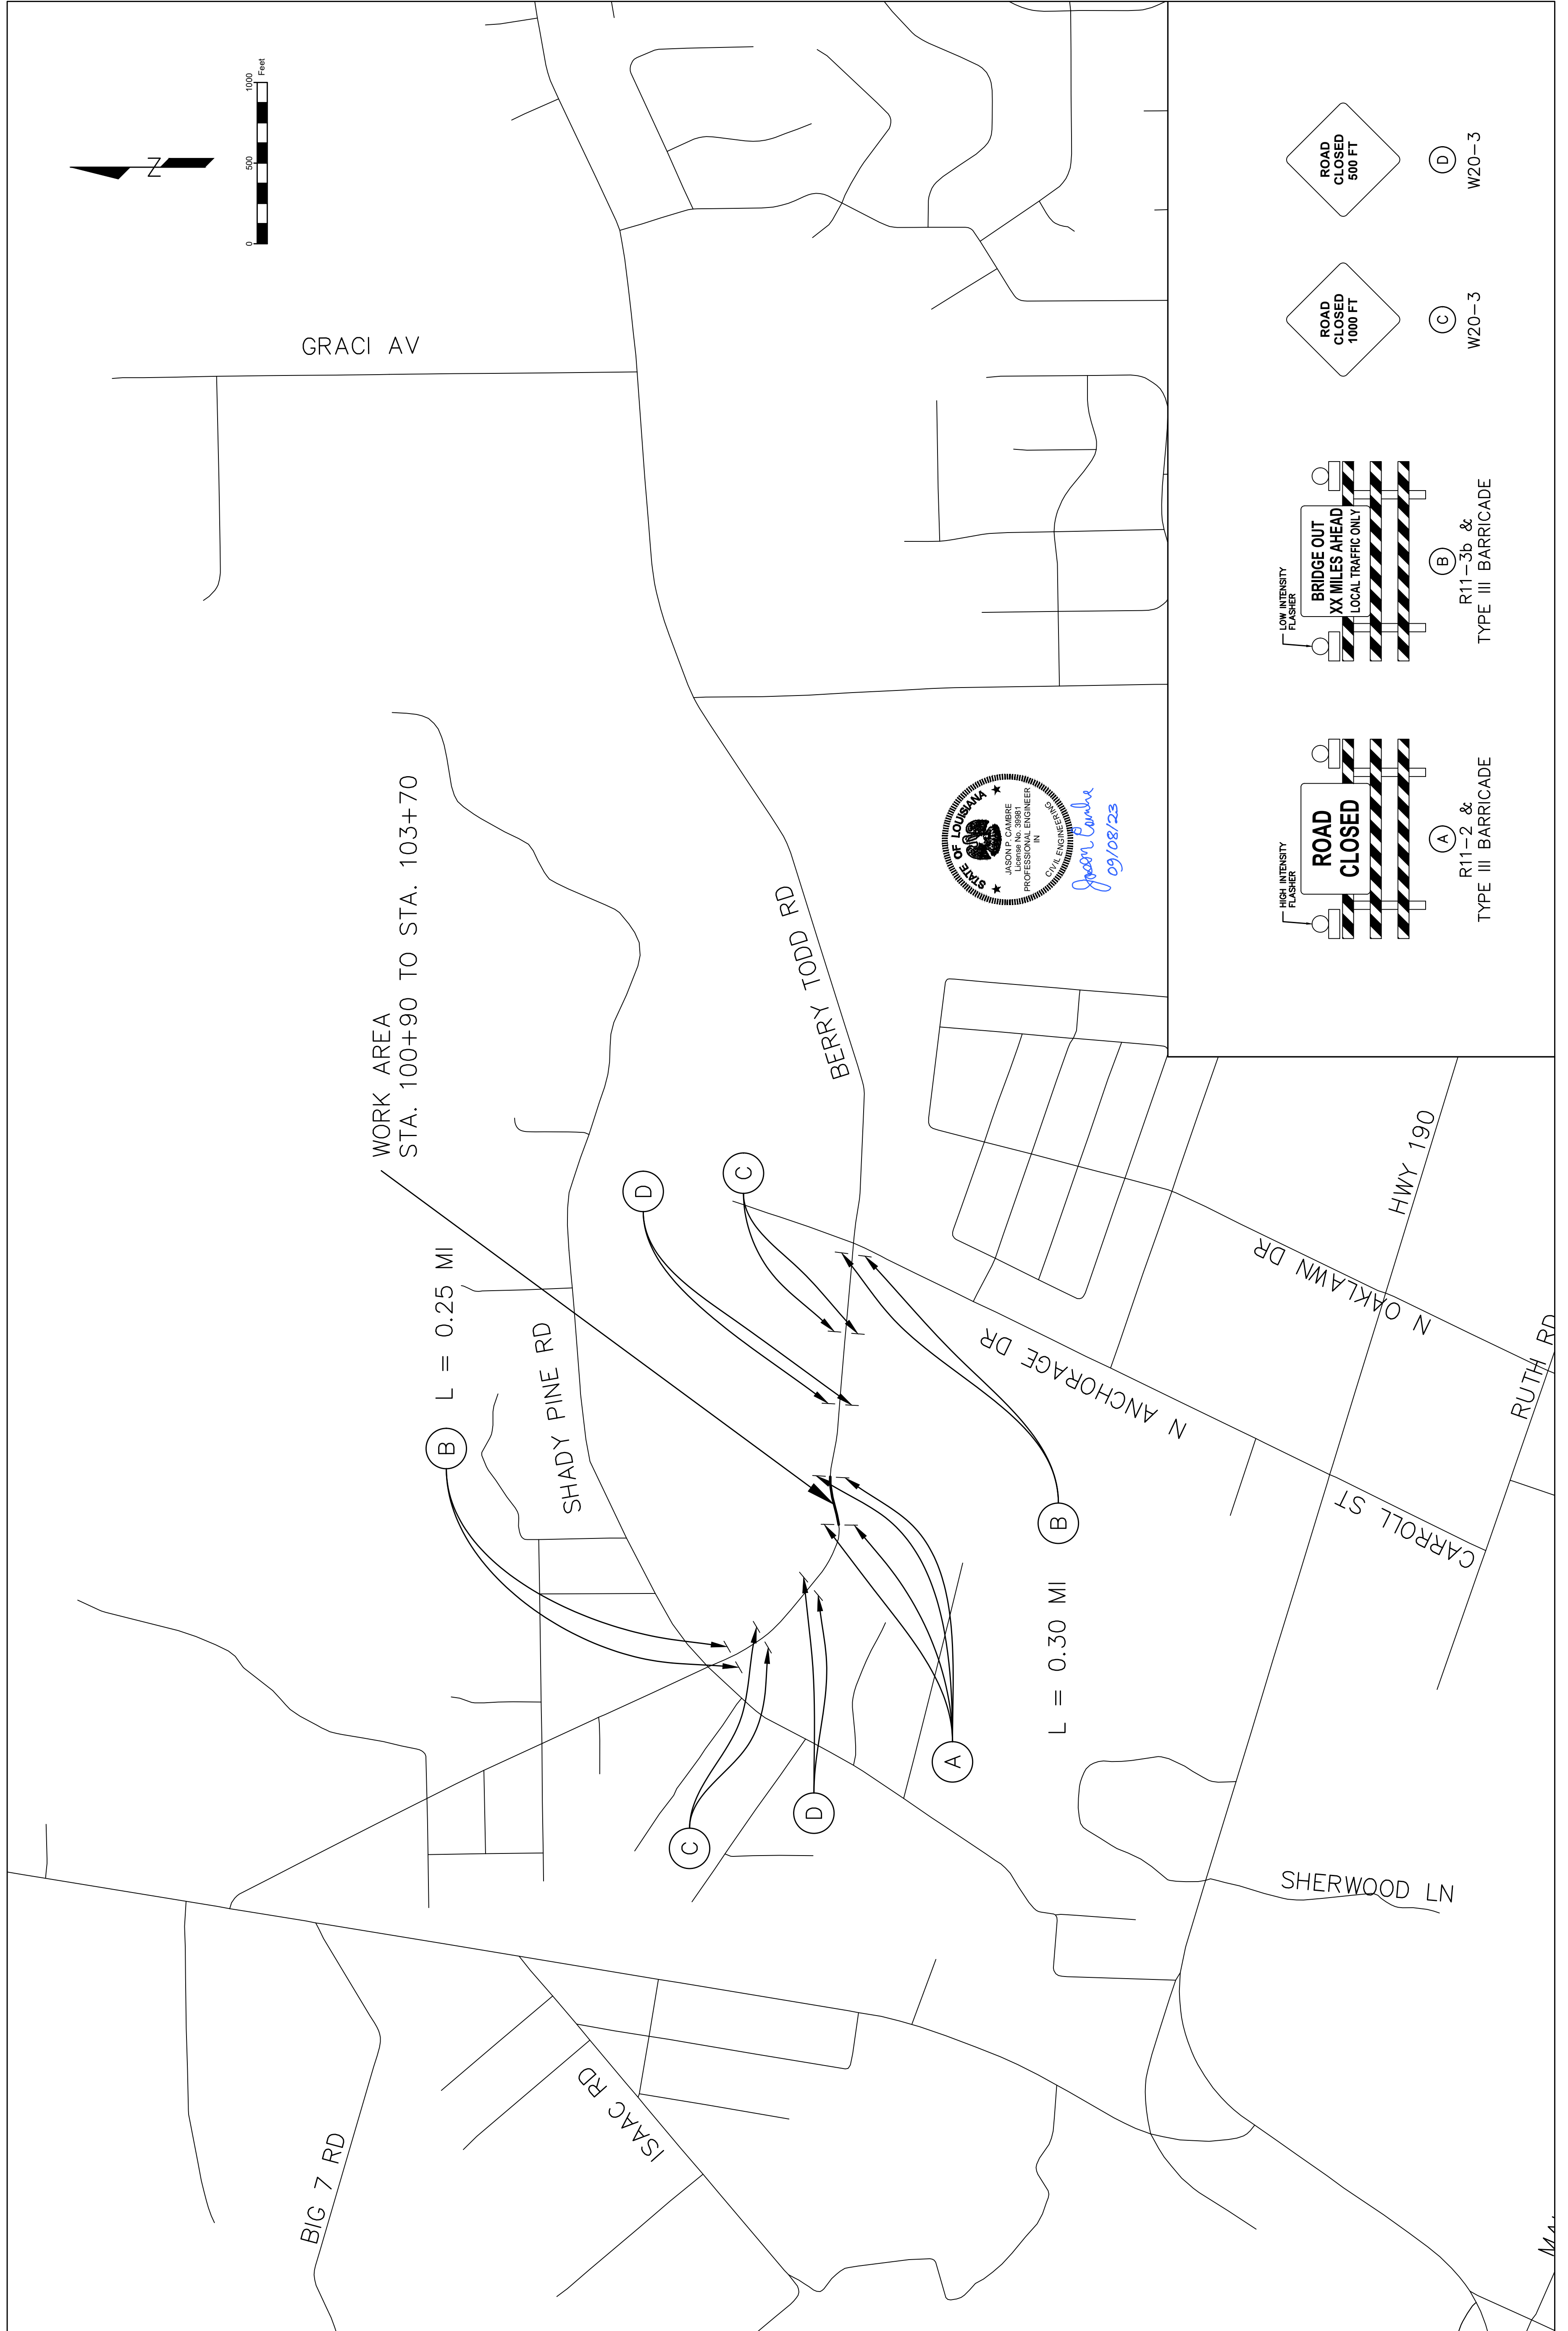 BIG 7 RD
ISAAC RD
SHERWOOD LN
B
L = 0.25 MI
SHADY PINE RD
WORK AREA
STA. 100+90 TO STA. 103+70
C
D
A
D
C
B
L = 0.30 MI
N ANCHORAGE DR
CARROLL ST
N OAKLAWN DR
HWY 190
RUTH RD
BERRY TODD RD
GRACI AV
N
0
500
1000
Feet
STATE OF LOUISIANA
JASON P. CAMBRE
License No. 39981
PROFESSIONAL ENGINEER
IN
CIVIL ENGINEERING
Jason Cambre
09/08/23
HIGH INTENSITY
FLASHER
ROAD
CLOSED
A
R11-2 &
TYPE III BARRICADE
LOW INTENSITY
FLASHER
BRIDGE OUT
XX MILES AHEAD
LOCAL TRAFFIC ONLY
B
R11-3b &
TYPE III BARRICADE
ROAD
CLOSED
1000 FT
C
W20-3
ROAD
CLOSED
500 FT
D
W20-3